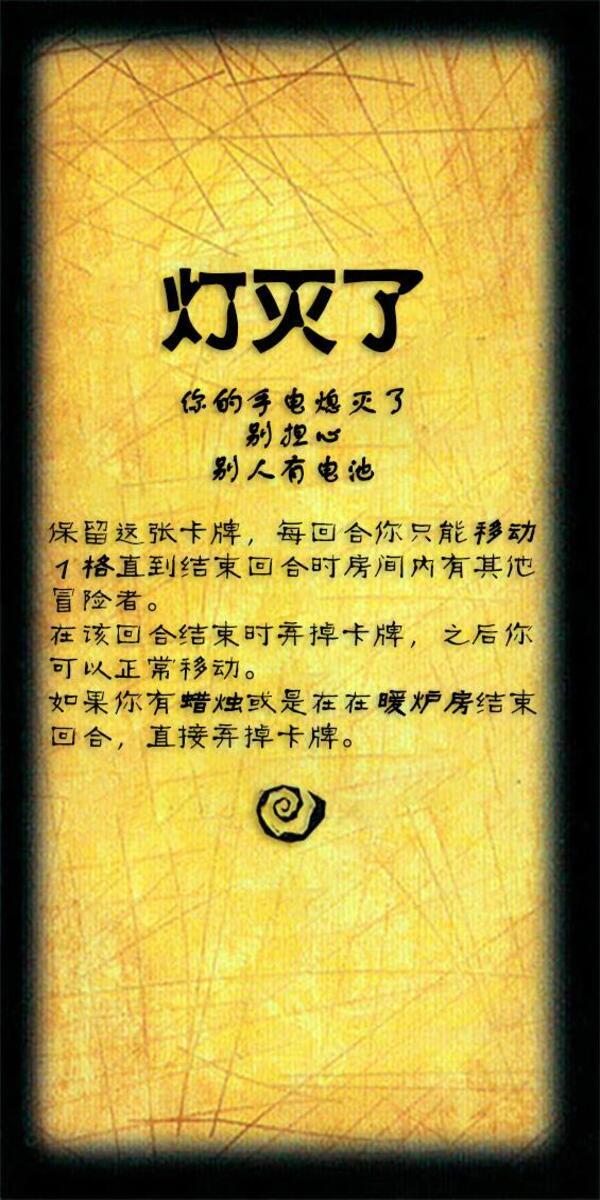 灯灭了
你的手电熄灭了
别担心
别人有电池
保留这张卡牌，每回合你只能移动
1格直到结束回合时房间内有其他
冒险者。
在该回合结束时弃掉卡牌，之后你
可以正常移动。
如果你有蜡烛或是在在暖炉房结束
回合，直接弃掉卡牌。